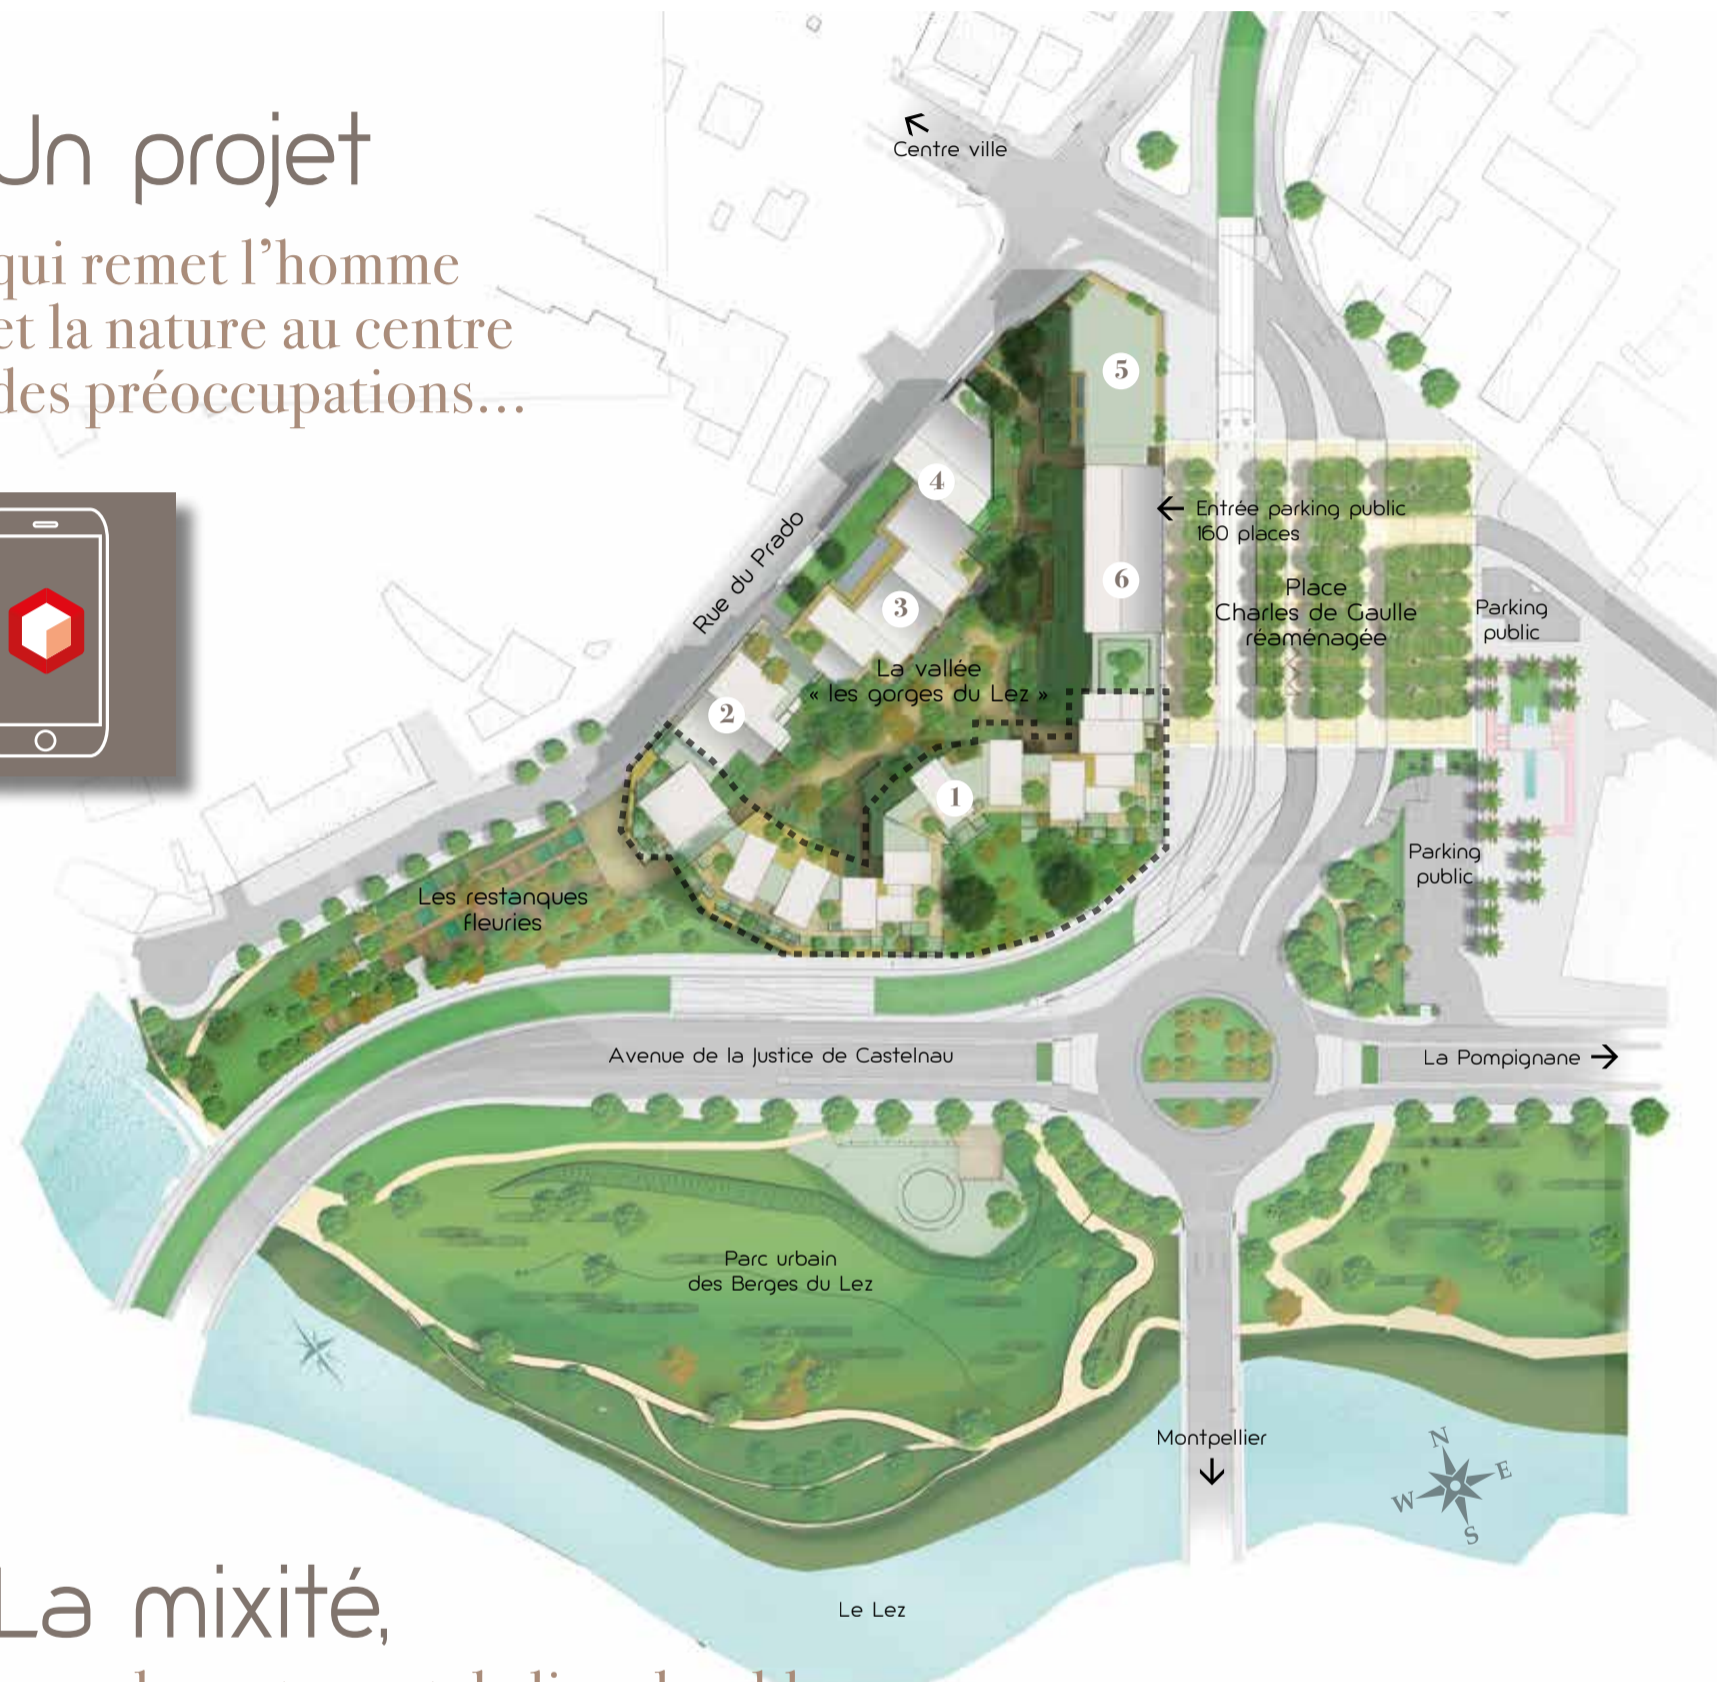 Un projet
qui remet l'homme
et la nature au centre
des préoccupations...
Centre ville
5
4
Entrée parking public
160 places
Rue du Prado
6
3
Place
Charles de Gaulle
réaménagée
Parking
public
La vallée
« les gorges du Lez »
2
1
Parking
public
Les restanques
fleuries
Avenue de la Justice de Castelnau
La Pompignane
Parc urbain
des Berges du Lez
Montpellier
N
E
W
S
Le Lez
La mixité,